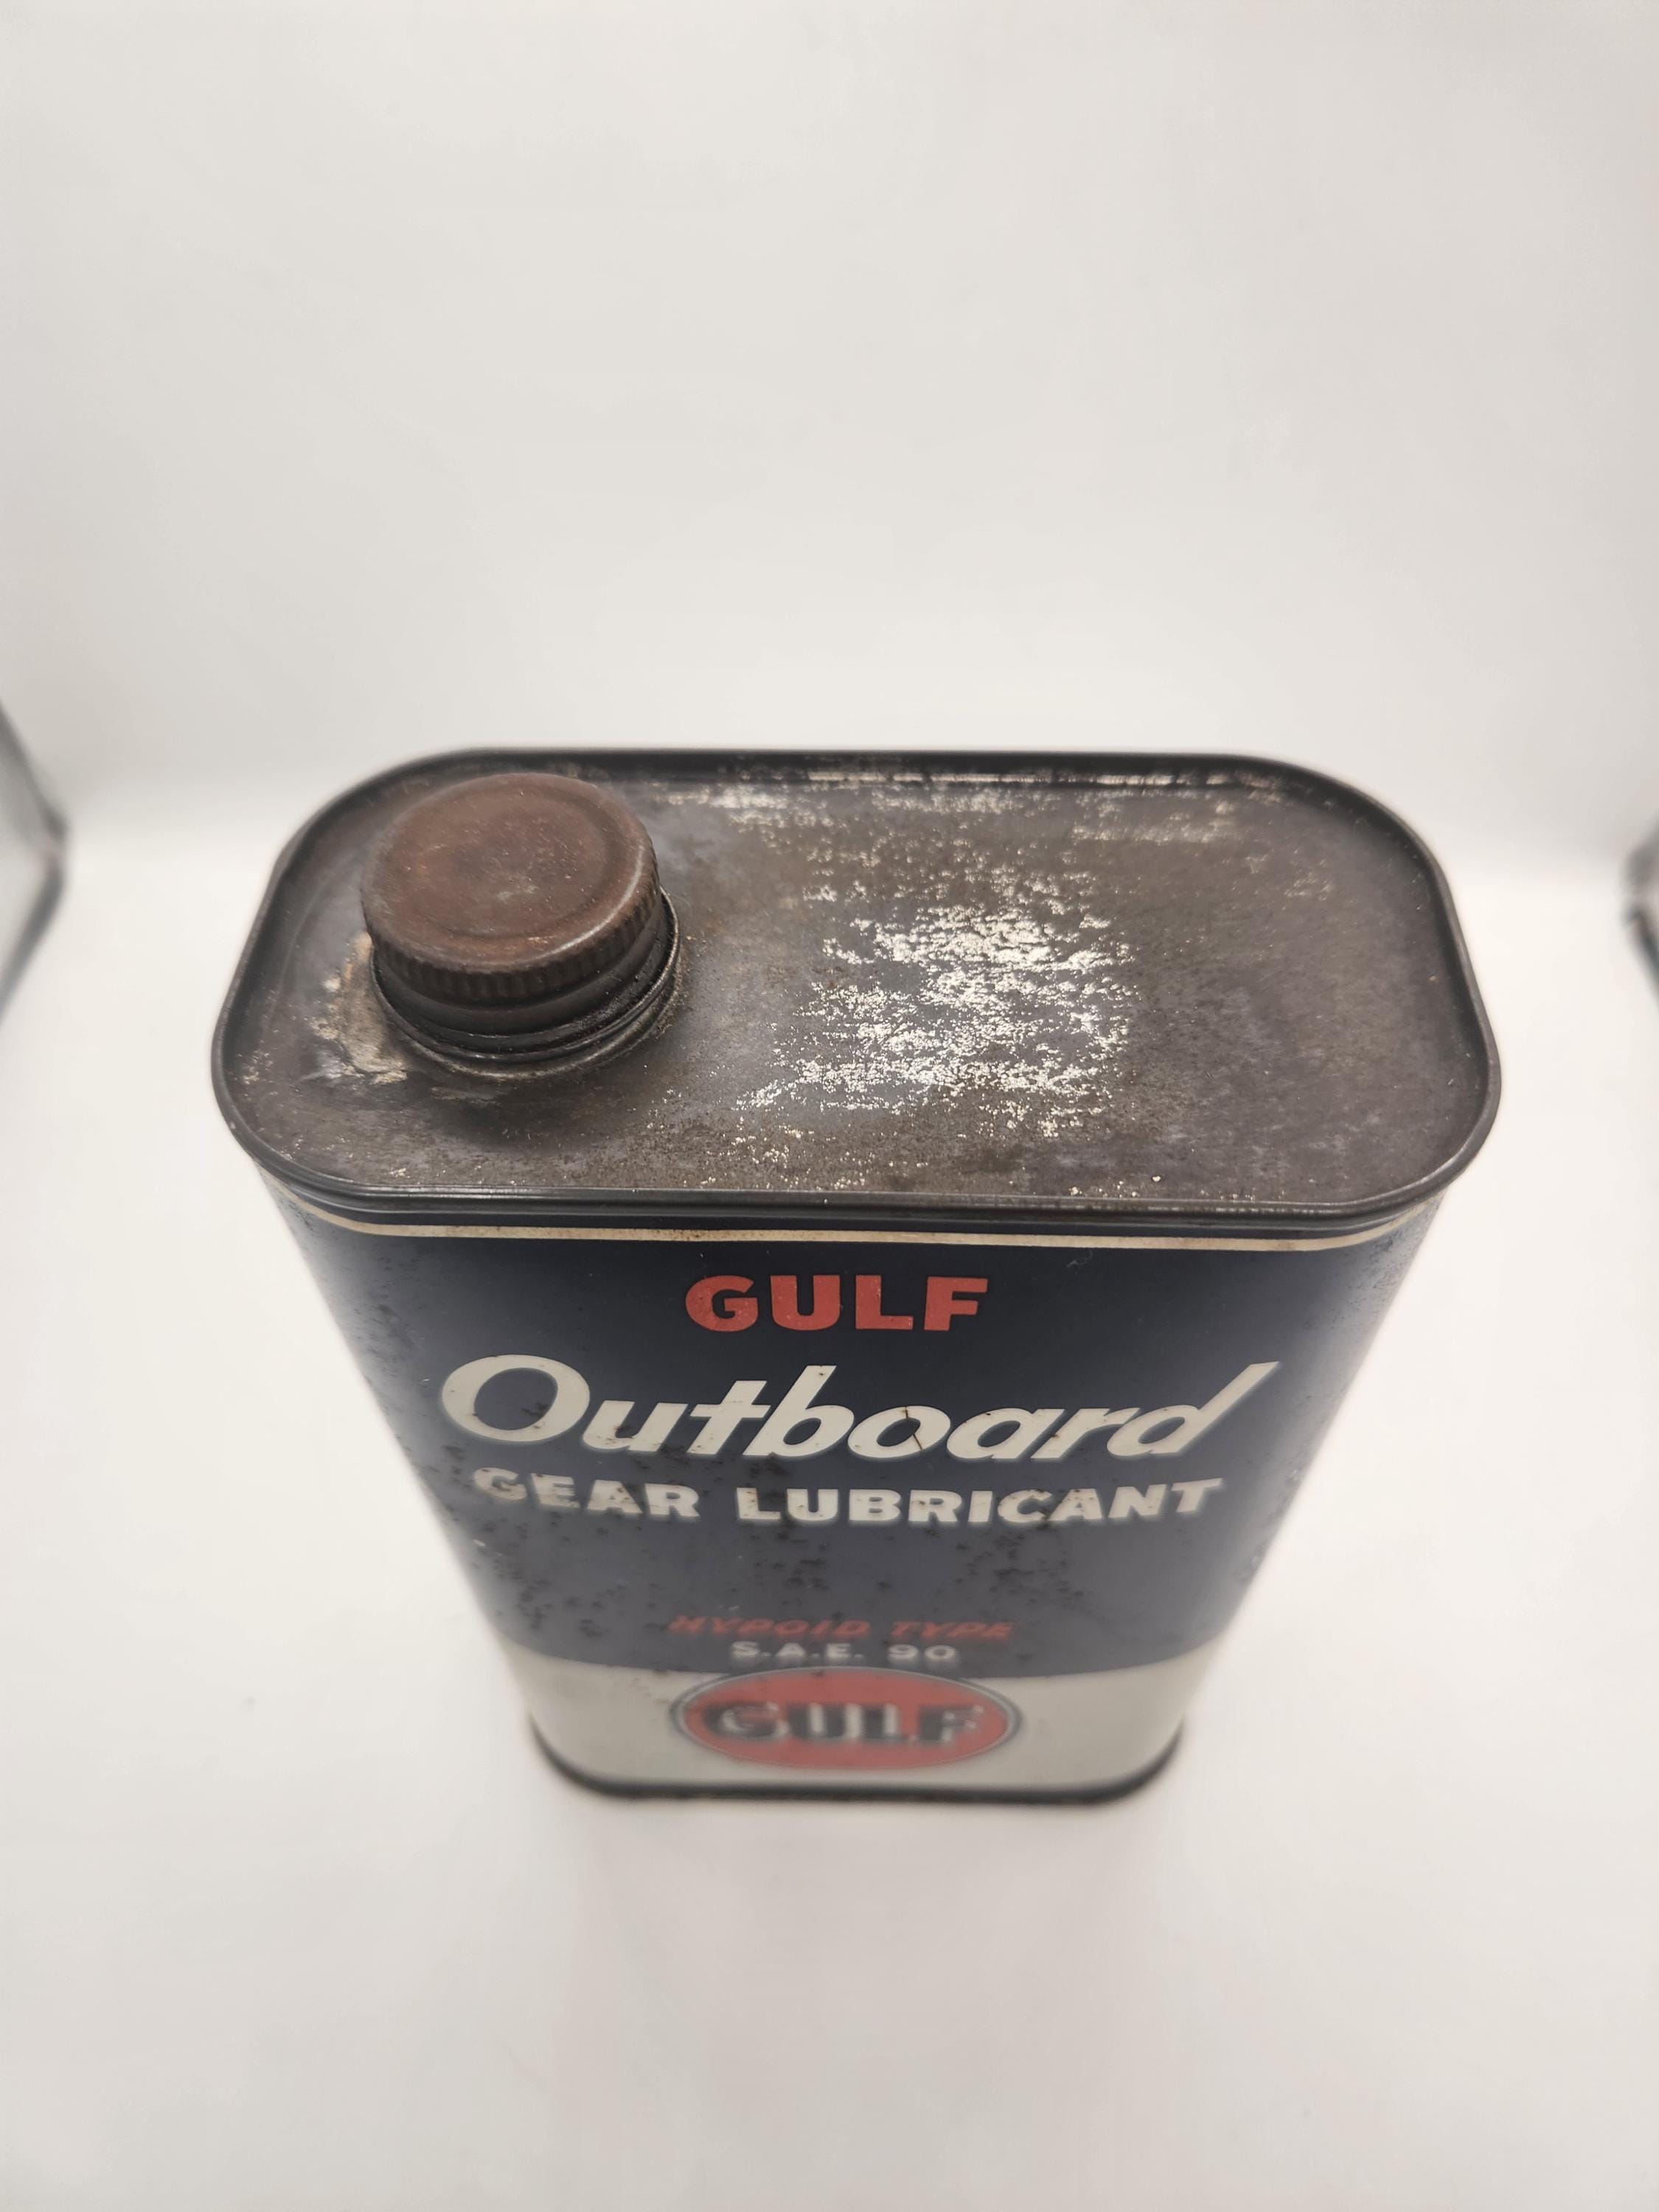 GULF
Outboard
GEAR LUBRICANT
HYPOID TYPE
S.A.E. 90
GULF